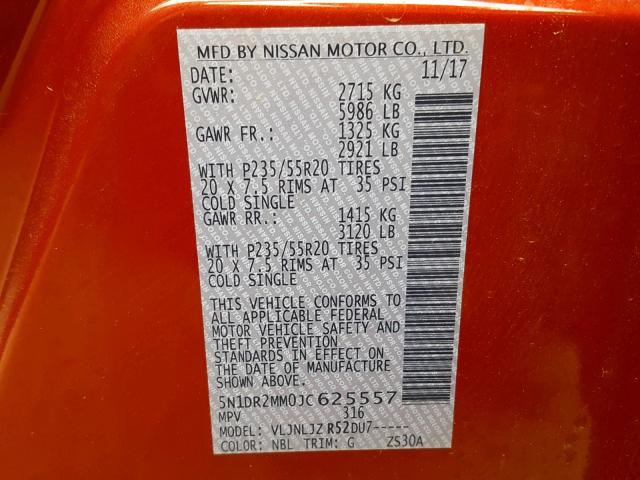 MFD BY NISSAN MOTOR CO., LTD.
DATE: 11/17
GVWR: 2715 KG
5986 LB
GAWR FR.: 1325 KG
2921 LB
WITH P235/55R20 TIRES
20 X 7.5 RIMS AT 35 PSI
COLD SINGLE
GAWR RR.: 1415 KG
3120 LB
WITH P235/55R20 TIRES
20 X 7.5 RIMS AT 35 PSI
COLD SINGLE
THIS VEHICLE CONFORMS TO
ALL APPLICABLE FEDERAL
MOTOR VEHICLE SAFETY AND
THEFT PREVENTION
STANDARDS IN EFFECT ON
THE DATE OF MANUFACTURE
SHOWN ABOVE.
5N1DR2MM0JC625557
MPV 316
MODEL: VLJNLJZ R52DU7-----
COLOR: NBL TRIM: G ZS30A